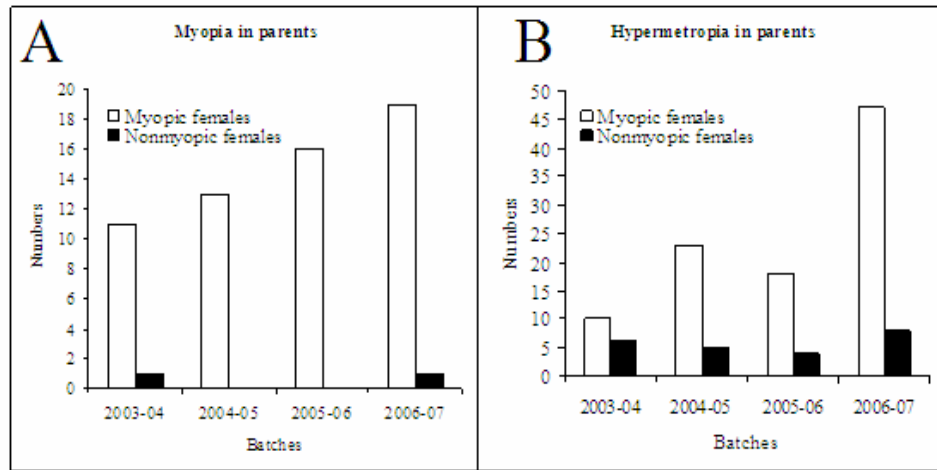 A
Myopia in parents
20
18
16
14
12
10
8
6
4
2
0
Numbers
Myopic females
Nonmyopic females
2003-04 2004-05 2005-06 2006-07
Batches
B
Hypermetropia in parents
50
45
40
35
30
25
20
15
10
5
0
Numbers
Myopic females
Nonmyopic females
2003-04 2004-05 2005-06 2006-07
Batches